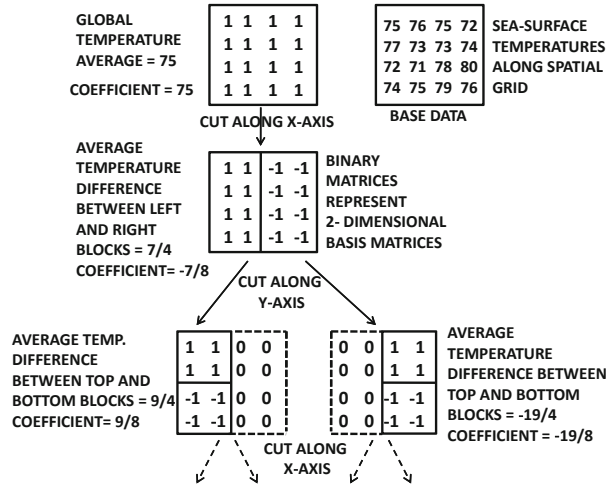 GLOBAL
TEMPERATURE
AVERAGE = 75
COEFFICIENT = 75
1 1 1 1
1 1 1 1
1 1 1 1
1 1 1 1
75 76 75 72
77 73 73 74
72 71 78 80
74 75 79 76
SEA-SURFACE
TEMPERATURES
ALONG SPATIAL
GRID
BASE DATA
CUT ALONG X-AXIS
AVERAGE
TEMPERATURE
DIFFERENCE
BETWEEN LEFT
AND RIGHT
BLOCKS = 7/4
COEFFICIENT= -7/8
1 1 -1 -1
1 1 -1 -1
1 1 -1 -1
1 1 -1 -1
BINARY
MATRICES
REPRESENT
2- DIMENSIONAL
BASIS MATRICES
CUT ALONG
Y-AXIS
AVERAGE TEMP.
DIFFERENCE
BETWEEN TOP AND
BOTTOM BLOCKS = 9/4
COEFFICIENT= 9/8
1 1 0 0
1 1 0 0
-1 -1 0 0
-1 -1 0 0
0 0 1 1
0 0 1 1
0 0 -1 -1
0 0 -1 -1
AVERAGE
TEMPERATURE
DIFFERENCE BETWEEN
TOP AND BOTTOM
BLOCKS = -19/4
COEFFICIENT = -19/8
CUT ALONG
X-AXIS